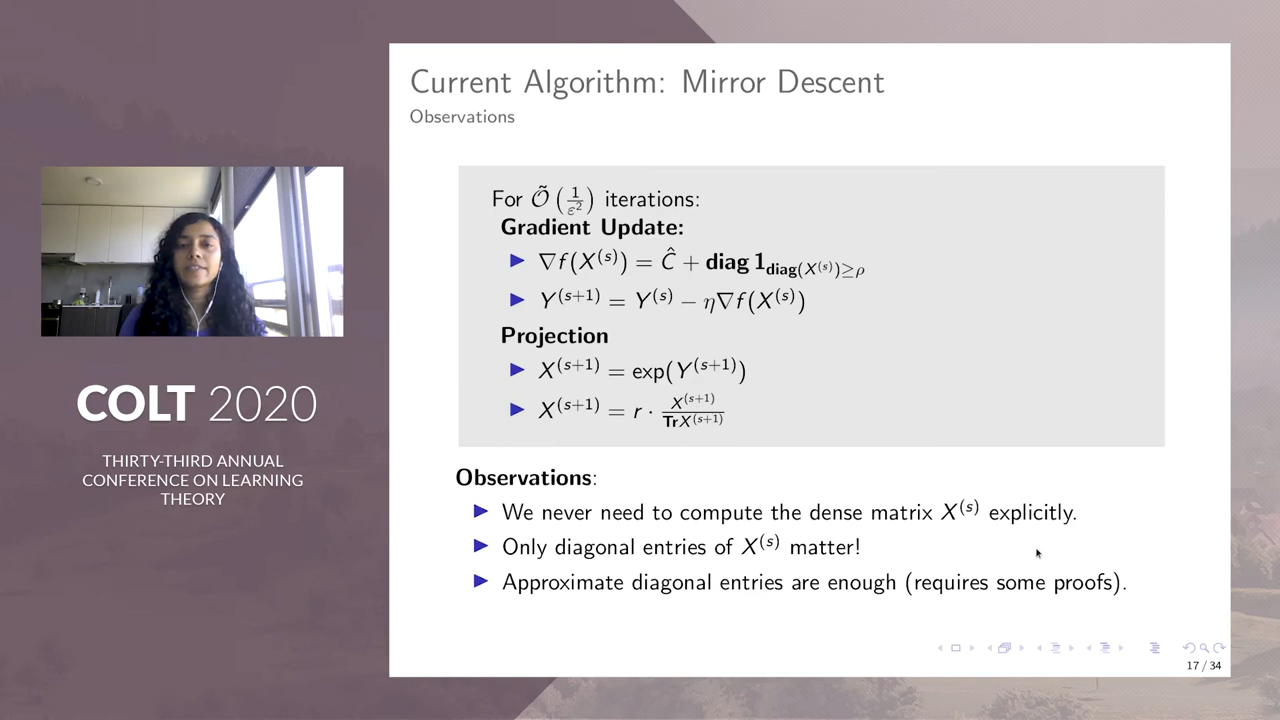 Current Algorithm: Mirror Descent
Observations
For Õ(1/ε²) iterations:
Gradient Update:
▶ ∇f(X^(s)) = Ĉ + diag 1_{diag(X^(s))≥ρ}
▶ Y^(s+1) = Y^(s) − η∇f(X^(s))
Projection
▶ X^(s+1) = exp(Y^(s+1))
▶ X^(s+1) = r · X^(s+1)/TrX^(s+1)
Observations:
▶ We never need to compute the dense matrix X^(s) explicitly.
▶ Only diagonal entries of X^(s) matter!
▶ Approximate diagonal entries are enough (requires some proofs).
17 / 34
COLT 2020
THIRTY-THIRD ANNUAL
CONFERENCE ON LEARNING
THEORY